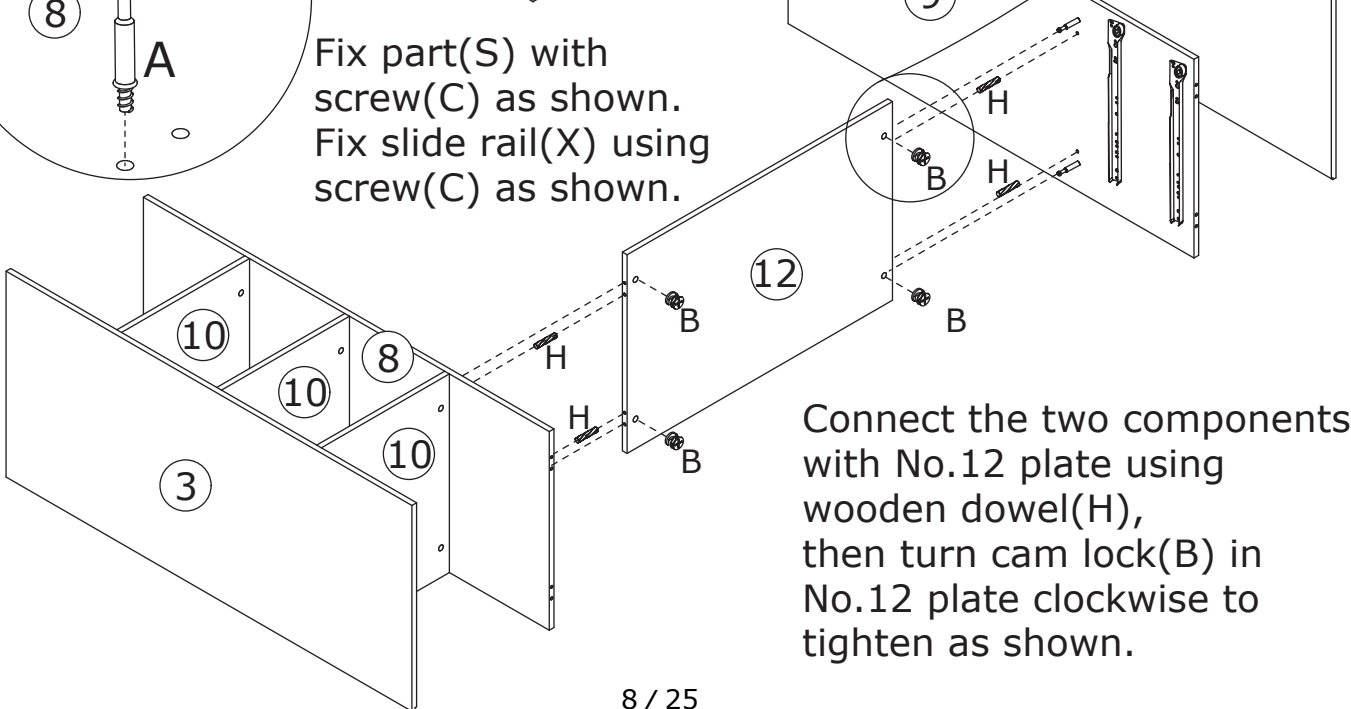 8
A
Fix part(S) with
screw(C) as shown.
Fix slide rail(X) using
screw(C) as shown.
9
H
B
H
12
B
B
H
H
B
10
8
10
10
3
Connect the two components
with No.12 plate using
wooden dowel(H),
then turn cam lock(B) in
No.12 plate clockwise to
tighten as shown.
8 / 25